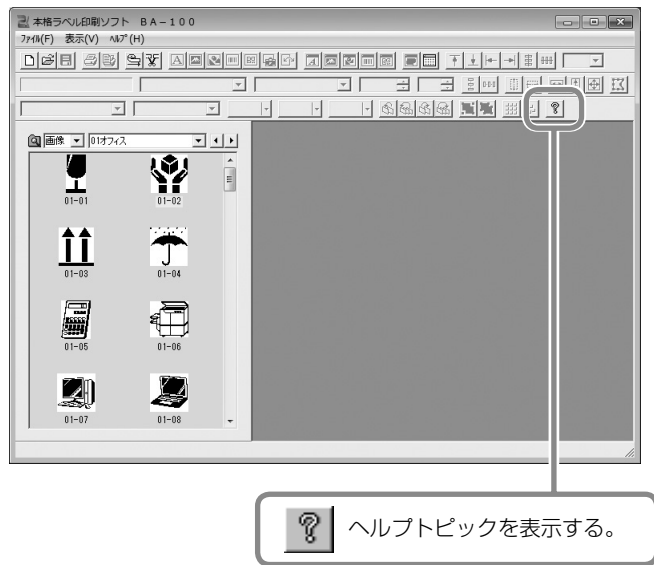 本格ラベル印刷ソフト　BA－100
ﾌｧｲﾙ(F) 表示(V) ﾍﾙﾌﾟ(H)
画像 01オフィス
01-01 01-02
01-03 01-04
01-05 01-06
01-07 01-08
ヘルプトピックを表示する。